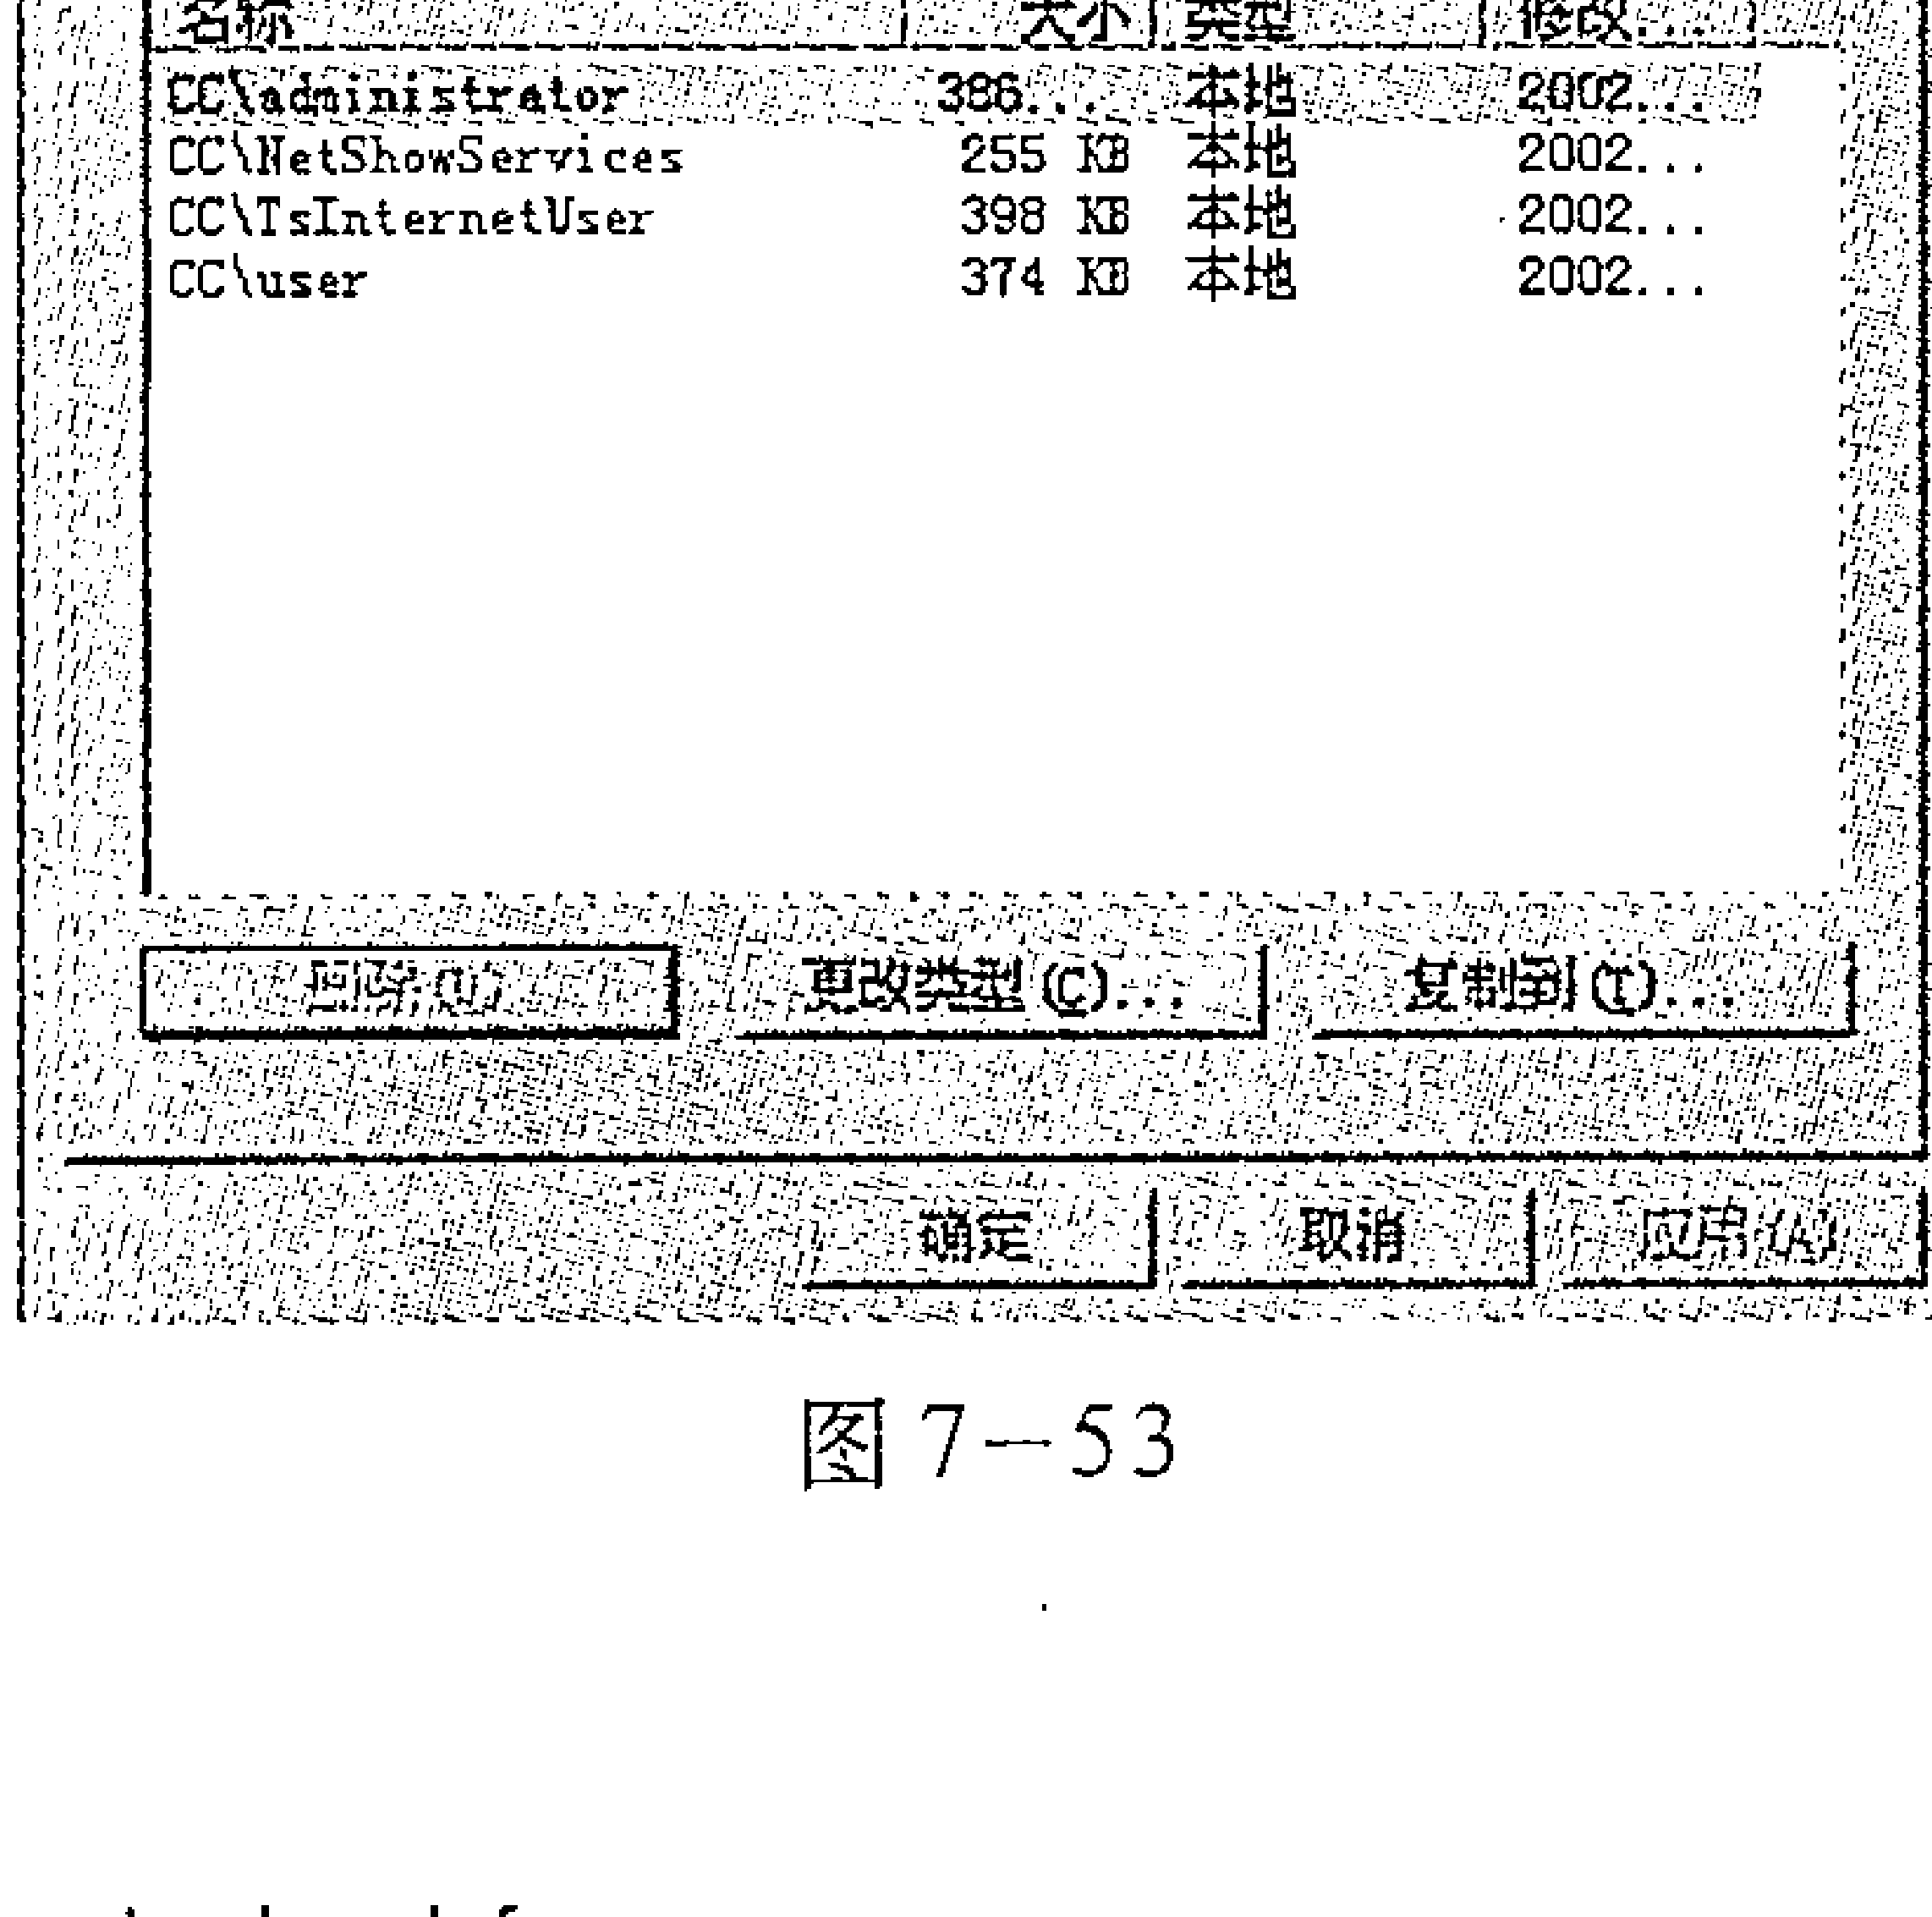 名称 大小 类型 修改...
CC\administrator 386... 本地 2002...
CC\NetShowServices 255 KB 本地 2002...
CC\TsInternetUser 398 KB 本地 2002...
CC\user 374 KB 本地 2002...
更改类型(C)... 复制到(T)...
确定 取消 应用(A)
图 7-53